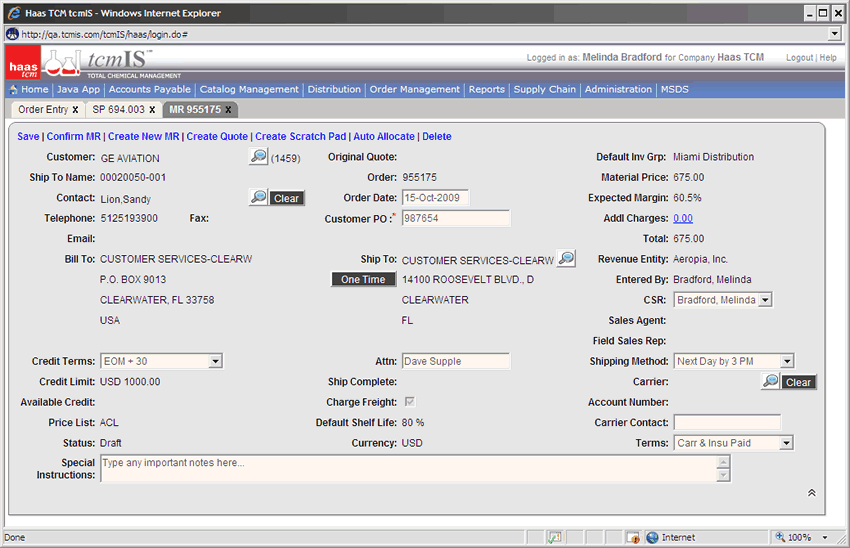 Haas TCM tcmIS - Windows Internet Explorer
http://qa.tcmis.com/tcmIS/haas/login.do#
haas tcm tcmIS™ TOTAL CHEMICAL MANAGEMENT
Logged in as: Melinda Bradford for Company Haas TCM Logout | Help
Home | Java App | Accounts Payable | Catalog Management | Distribution | Order Management | Reports | Supply Chain | Administration | MSDS
Order Entry x SP 694.003 x MR 955175 x
Save | Confirm MR | Create New MR | Create Quote | Create Scratch Pad | Auto Allocate | Delete
Customer: GE AVIATION (1459) Original Quote: Default Inv Grp: Miami Distribution
Ship To Name: 00020050-001 Order: 955175 Material Price: 675.00
Contact: Lion,Sandy Clear Order Date: 15-Oct-2009 Expected Margin: 60.5%
Telephone: 5125193900 Fax: Customer PO :* 987654 Addl Charges: 0.00
Email: Total: 675.00
Bill To: CUSTOMER SERVICES-CLEARW Ship To: CUSTOMER SERVICES-CLEARW Revenue Entity: Aeropia, Inc.
P.O. BOX 9013 One Time 14100 ROOSEVELT BLVD., D Entered By: Bradford, Melinda
CLEARWATER, FL 33758 CLEARWATER CSR: Bradford, Melinda
USA FL Sales Agent:
Field Sales Rep:
Credit Terms: EOM + 30 Attn: Dave Supple Shipping Method: Next Day by 3 PM
Credit Limit: USD 1000.00 Ship Complete: Carrier: Clear
Available Credit: Charge Freight: Account Number:
Price List: ACL Default Shelf Life: 80 % Carrier Contact:
Status: Draft Currency: USD Terms: Carr & Insu Paid
Special Instructions: Type any important notes here...
Done Internet 100%